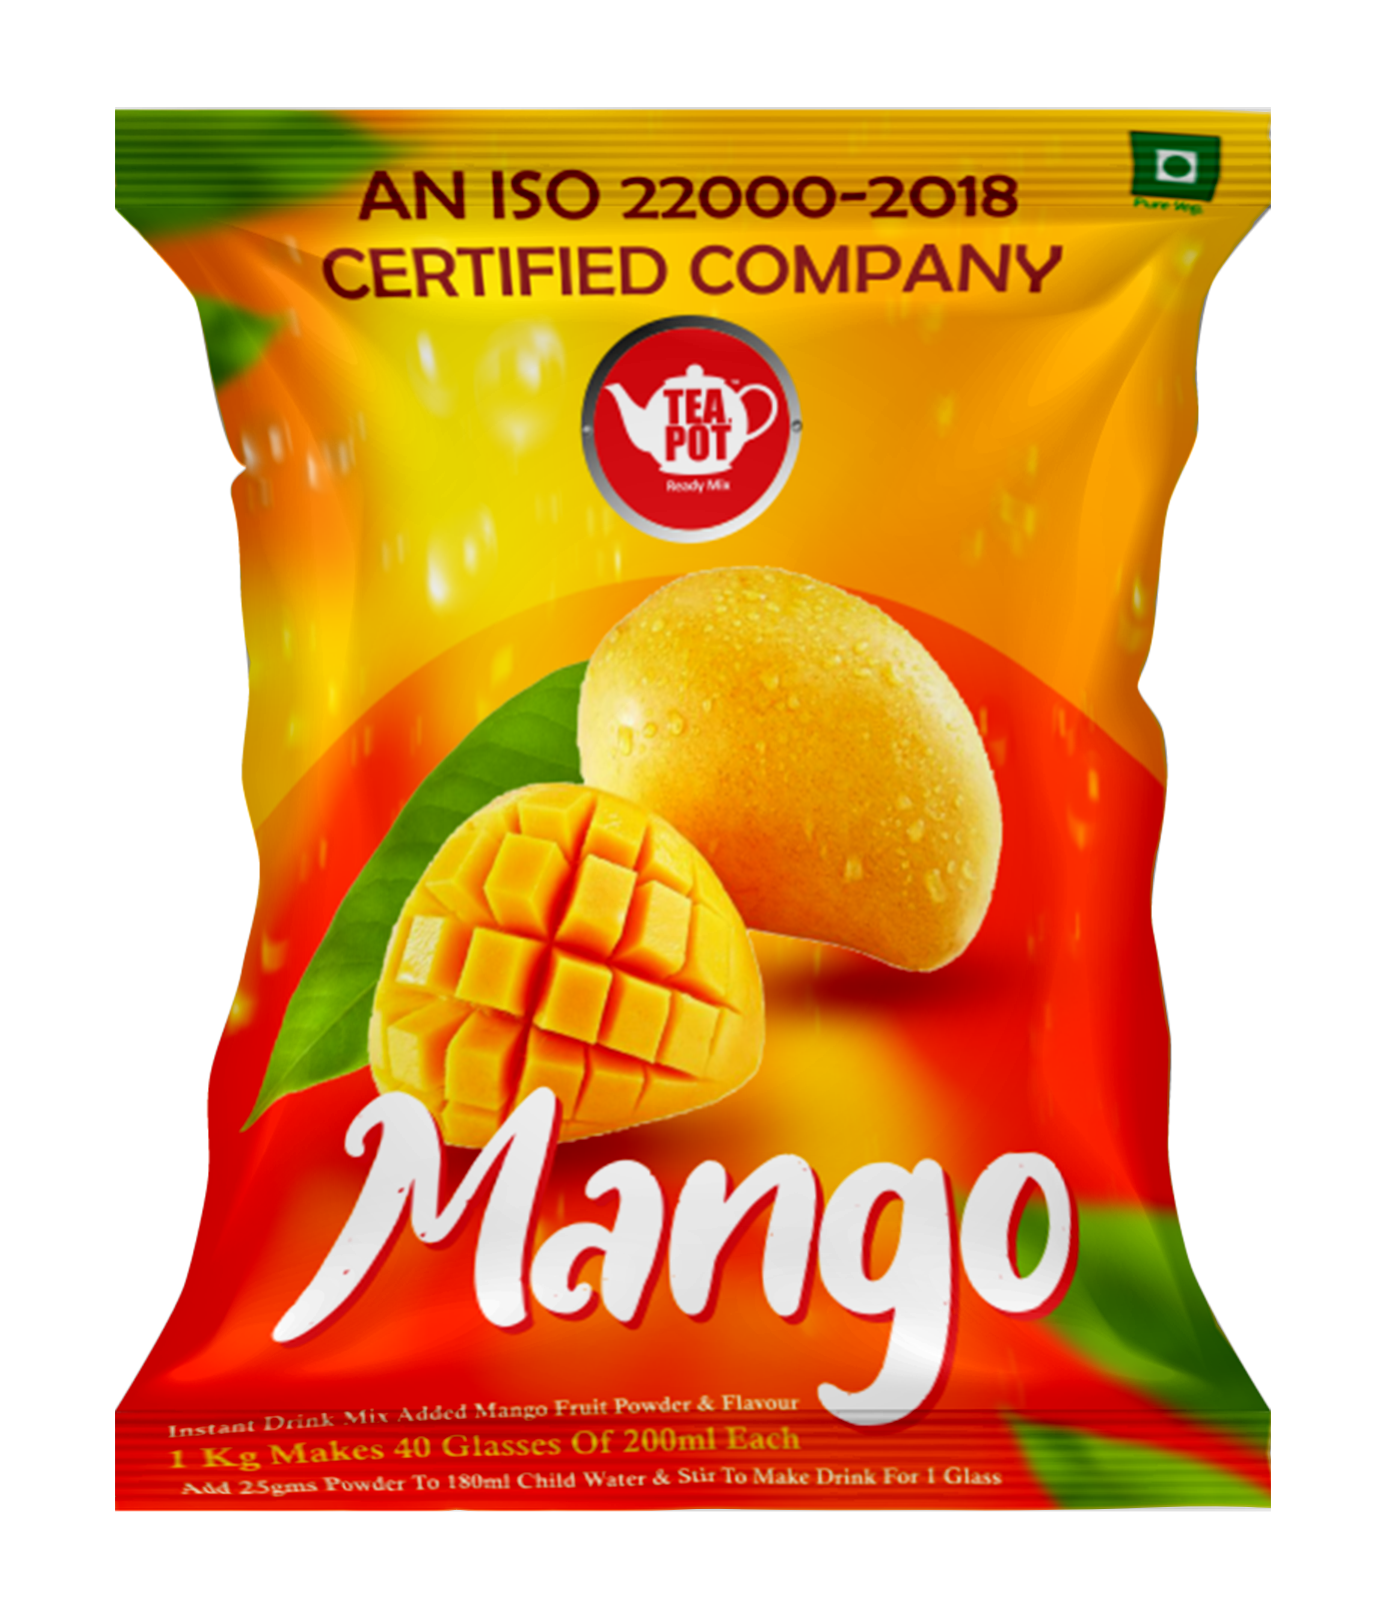 AN ISO 22000-2018
Pure Veg.
CERTIFIED COMPANY
TEA
POT
™
Ready Mix
Mango
Instant Drink Mix Added Mango Fruit Powder & Flavour
1 Kg Makes 40 Glasses Of 200ml Each
Add 25gms Powder To 180ml Child Water & Stir To Make Drink For 1 Glass